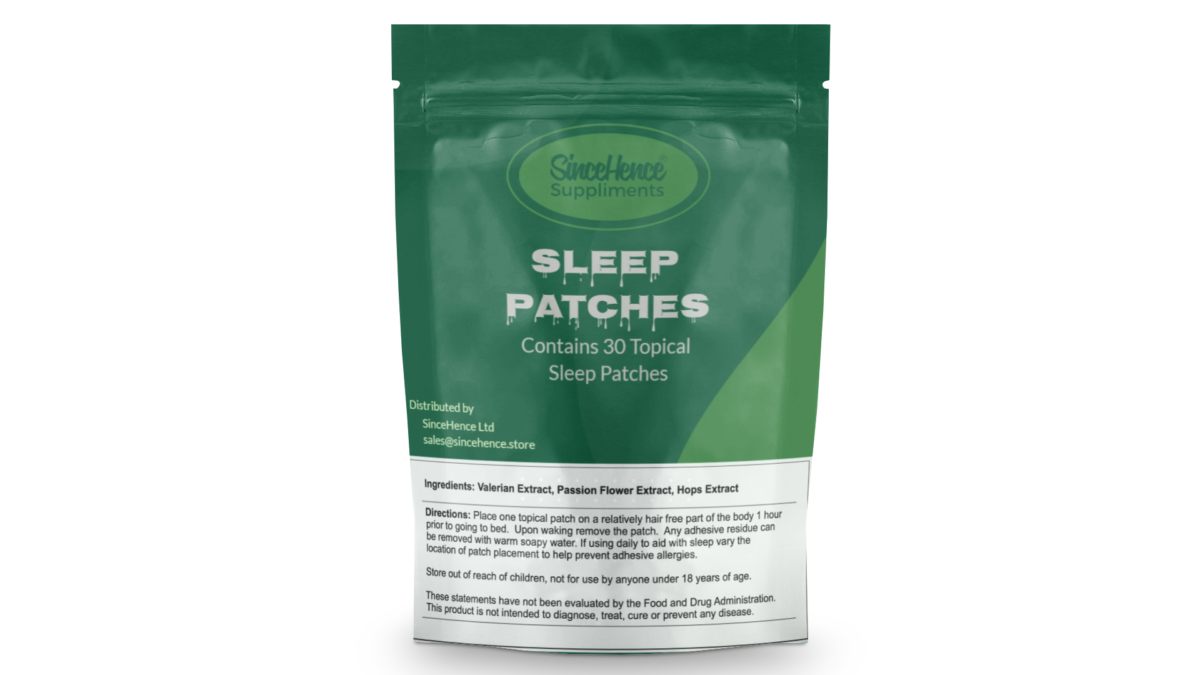 SinceHence®
Suppliments
SLEEP
PATCHES
Contains 30 Topical
Sleep Patches
Distributed by
SinceHence Ltd
sales@sincehence.store
Ingredients: Valerian Extract, Passion Flower Extract, Hops Extract
Directions: Place one topical patch on a relatively hair free part of the body 1 hour
prior to going to bed. Upon waking remove the patch. Any adhesive residue can
be removed with warm soapy water. If using daily to aid with sleep vary the
location of patch placement to help prevent adhesive allergies.
Store out of reach of children, not for use by anyone under 18 years of age.
These statements have not been evaluated by the Food and Drug Administration.
This product is not intended to diagnose, treat, cure or prevent any disease.